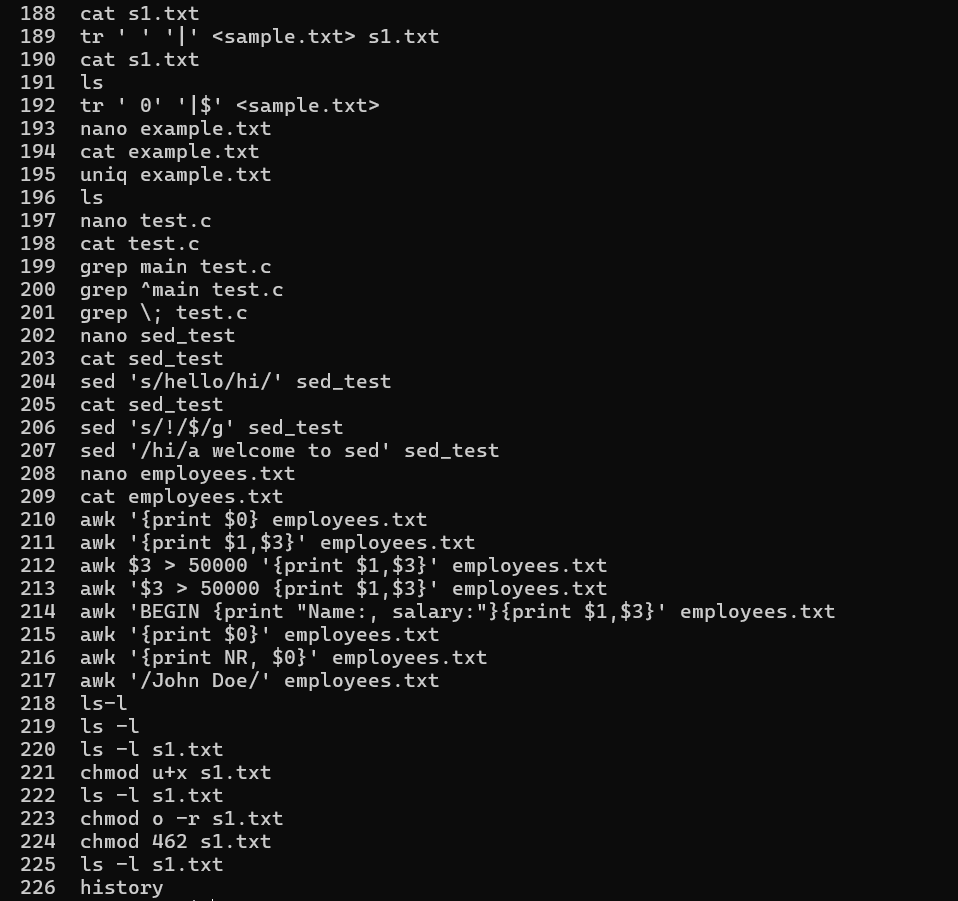 188  cat s1.txt
189  tr ' ' '|' <sample.txt> s1.txt
190  cat s1.txt
191  ls
192  tr ' 0' '|$' <sample.txt>
193  nano example.txt
194  cat example.txt
195  uniq example.txt
196  ls
197  nano test.c
198  cat test.c
199  grep main test.c
200  grep ^main test.c
201  grep \; test.c
202  nano sed_test
203  cat sed_test
204  sed 's/hello/hi/' sed_test
205  cat sed_test
206  sed 's/!/$/g' sed_test
207  sed '/hi/a welcome to sed' sed_test
208  nano employees.txt
209  cat employees.txt
210  awk '{print $0} employees.txt
211  awk '{print $1,$3}' employees.txt
212  awk $3 > 50000 '{print $1,$3}' employees.txt
213  awk '$3 > 50000 {print $1,$3}' employees.txt
214  awk 'BEGIN {print "Name:, salary:"}{print $1,$3}' employees.txt
215  awk '{print $0}' employees.txt
216  awk '{print NR, $0}' employees.txt
217  awk '/John Doe/' employees.txt
218  ls-l
219  ls -l
220  ls -l s1.txt
221  chmod u+x s1.txt
222  ls -l s1.txt
223  chmod o -r s1.txt
224  chmod 462 s1.txt
225  ls -l s1.txt
226  history